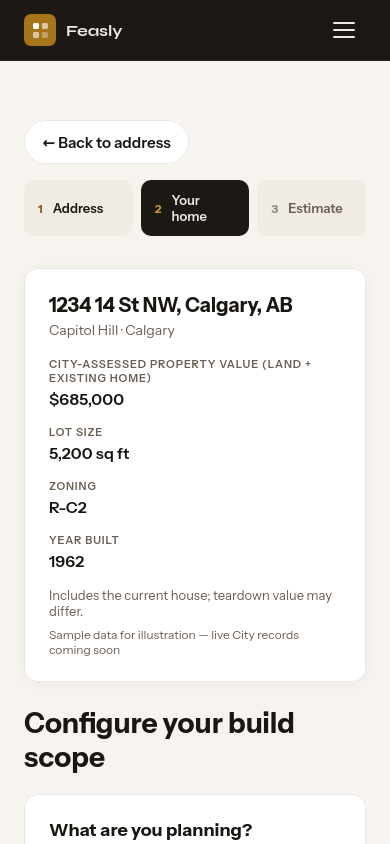 Feasly
← Back to address
1 Address
2 Your
home
3 Estimate
1234 14 St NW, Calgary, AB
Capitol Hill · Calgary
CITY-ASSESSED PROPERTY VALUE (LAND +
EXISTING HOME)
$685,000
LOT SIZE
5,200 sq ft
ZONING
R-C2
YEAR BUILT
1962
Includes the current house; teardown value may
differ.
Sample data for illustration — live City records
coming soon
Configure your build
scope
What are you planning?